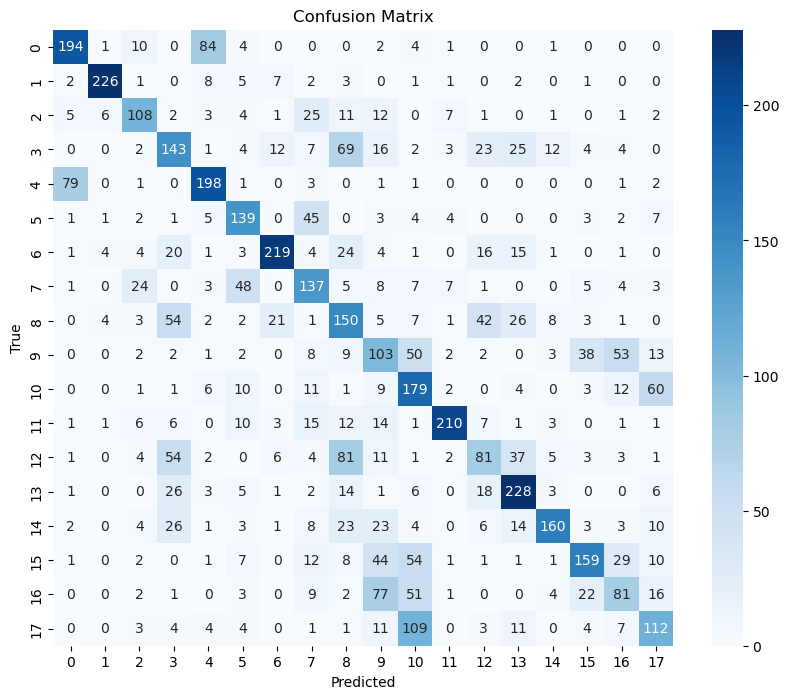 Confusion Matrix
0 194 1 10 0 84 4 0 0 0 2 4 1 0 0 1 0 0 0
1 2 226 1 0 8 5 7 2 3 0 1 1 0 2 0 1 0 0
2 5 6 108 2 3 4 1 25 11 12 0 7 1 0 1 0 1 2
3 0 0 2 143 1 4 12 7 69 16 2 3 23 25 12 4 4 0
4 79 0 1 0 198 1 0 3 0 1 1 0 0 0 0 0 1 2
5 1 1 2 1 5 139 0 45 0 3 4 4 0 0 0 3 2 7
6 1 4 4 20 1 3 219 4 24 4 1 0 16 15 1 0 1 0
7 1 0 24 0 3 48 0 137 5 8 7 7 1 0 0 5 4 3
8 0 4 3 54 2 2 21 1 150 5 7 1 42 26 8 3 1 0
9 0 0 2 2 1 2 0 8 9 103 50 2 2 0 3 38 53 13
10 0 0 1 1 6 10 0 11 1 9 179 2 0 4 0 3 12 60
11 1 1 6 6 0 10 3 15 12 14 1 210 7 1 3 0 1 1
12 1 0 4 54 2 0 6 4 81 11 1 2 81 37 5 3 3 1
13 1 0 0 26 3 5 1 2 14 1 6 0 18 228 3 0 0 6
14 2 0 4 26 1 3 1 8 23 23 4 0 6 14 160 3 3 10
15 1 0 2 0 1 7 0 12 8 44 54 1 1 1 1 159 29 10
16 0 0 2 1 0 3 0 9 2 77 51 1 0 0 4 22 81 16
17 0 0 3 4 4 4 0 1 1 11 109 0 3 11 0 4 7 112
0 1 2 3 4 5 6 7 8 9 10 11 12 13 14 15 16 17
Predicted
True
200
150
100
50
0